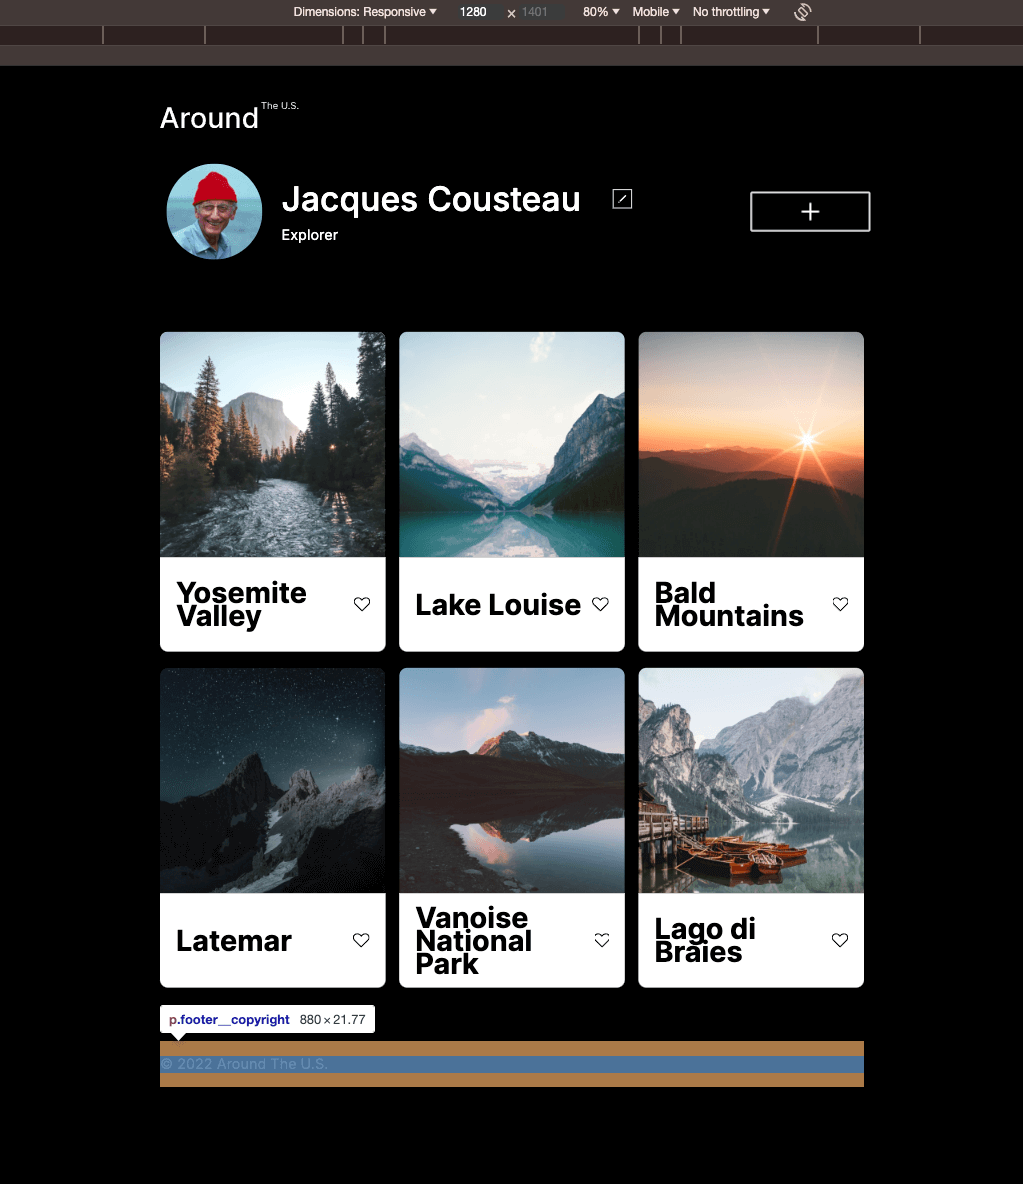 Dimensions: Responsive 1280 × 1401 80% Mobile No throttling
Around The U.S.
Jacques Cousteau
Explorer
Yosemite
Valley
Lake Louise
Bald
Mountains
Latemar
Vanoise
National
Park
Lago di
Braies
p.footer__copyright 880 × 21.77
© 2022 Around The U.S.